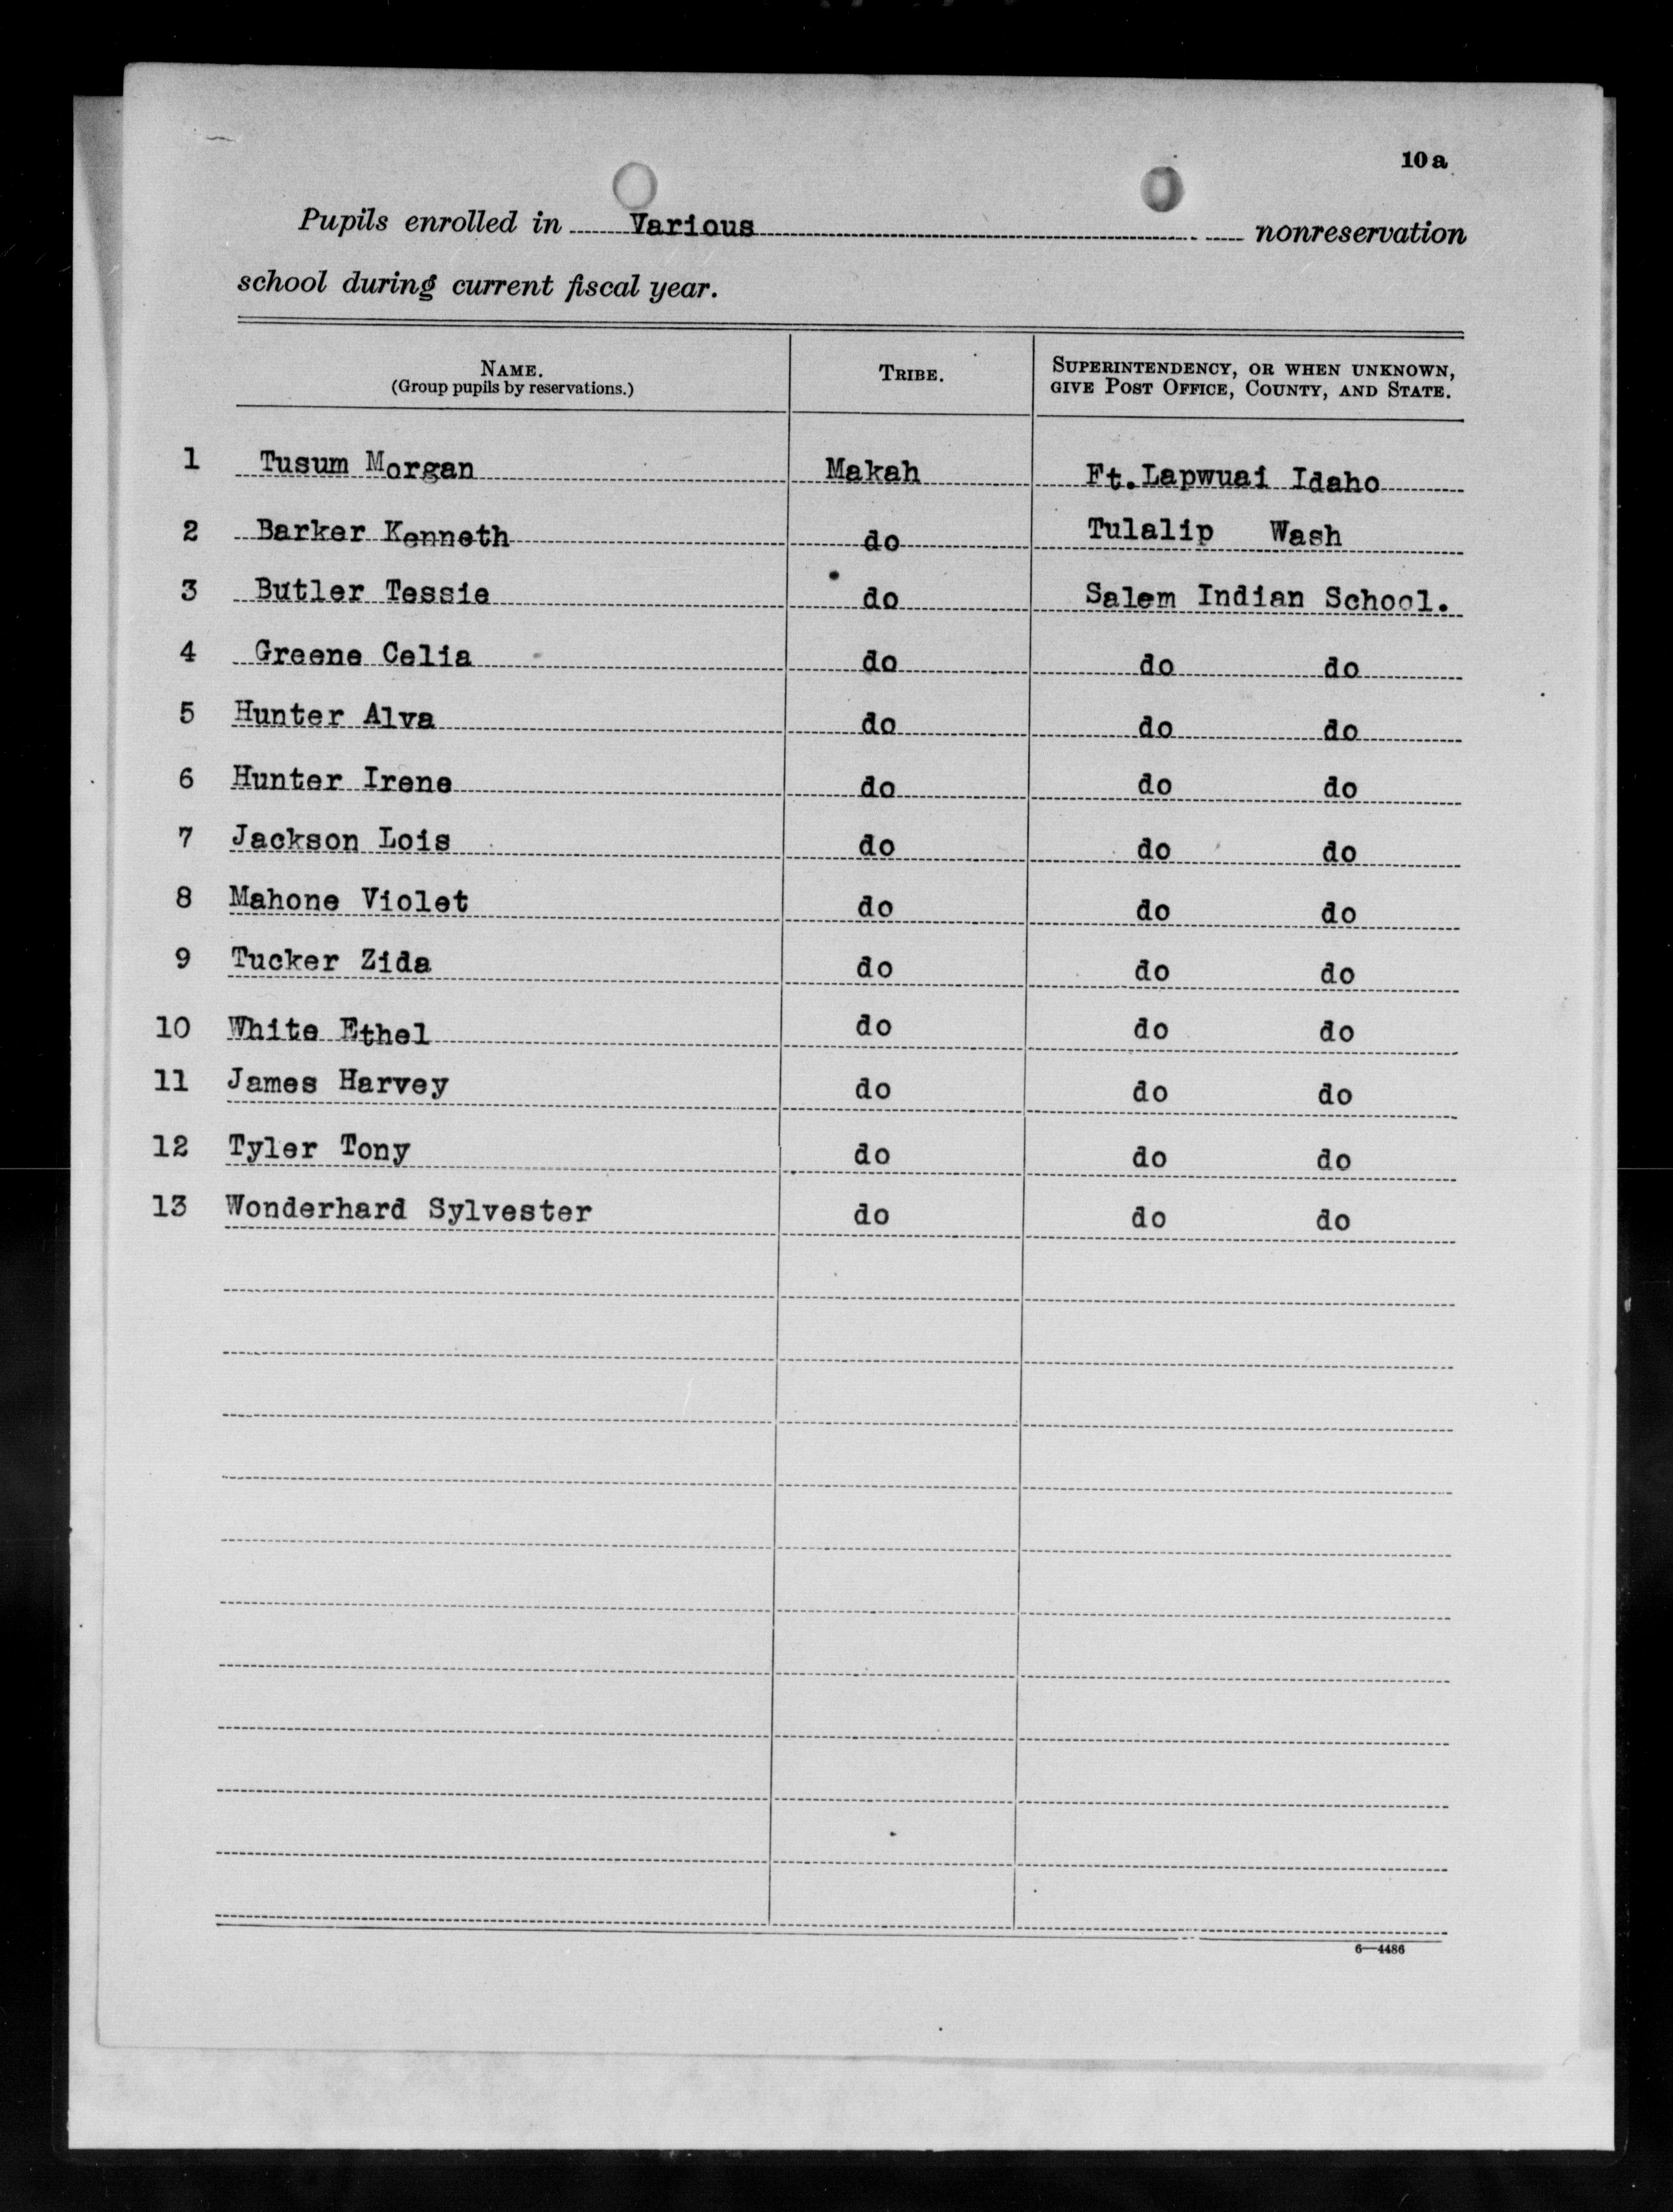 10a
Pupils enrolled in Various nonreservation
school during current fiscal year.
NAME. TRIBE. SUPERINTENDENCY, OR WHEN UNKNOWN,
(Group pupils by reservations.) GIVE POST OFFICE, COUNTY, AND STATE.
1 Tusum Morgan Makah Ft.Lapwuai Idaho
2 Barker Kenneth do Tulalip Wash
3 Butler Tessie do Salem Indian School.
4 Greene Celia do do do
5 Hunter Alva do do do
6 Hunter Irene do do do
7 Jackson Lois do do do
8 Mahone Violet do do do
9 Tucker Zida do do do
10 White Ethel do do do
11 James Harvey do do do
12 Tyler Tony do do do
13 Wonderhard Sylvester do do do
6—4486